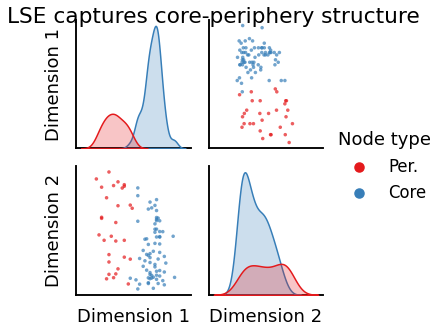 LSE captures core-periphery structure
Dimension 1
Node type
Per.
Core
Dimension 2
Dimension 1
Dimension 2